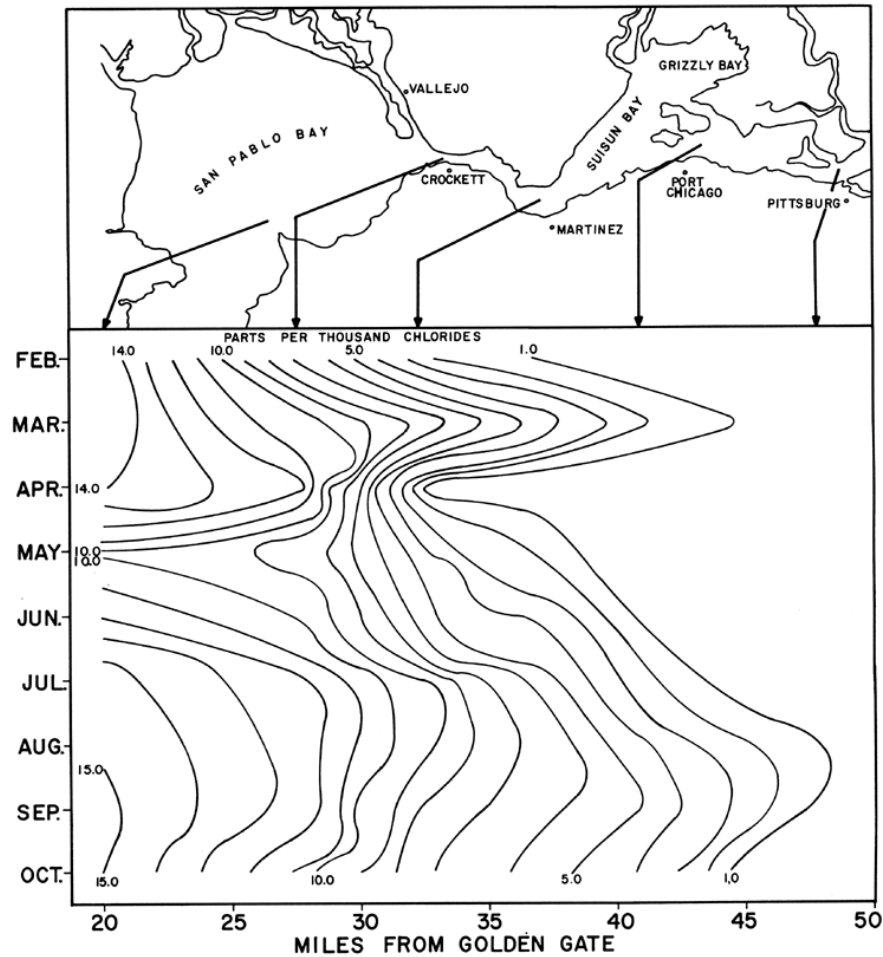 GRIZZLY BAY
VALLEJO
SUISUN BAY
SAN PABLO BAY
CROCKETT
PORT
CHICAGO
PITTSBURG
MARTINEZ
PARTS PER THOUSAND CHLORIDES
14.0 10.0 5.0 1.0
FEB.
MAR.
APR. 14.0
MAY 10.0
10.0
JUN.
JUL.
AUG.
15.0
SEP.
OCT.
15.0 10.0 5.0 1.0
20 25 30 35 40 45 50
MILES FROM GOLDEN GATE